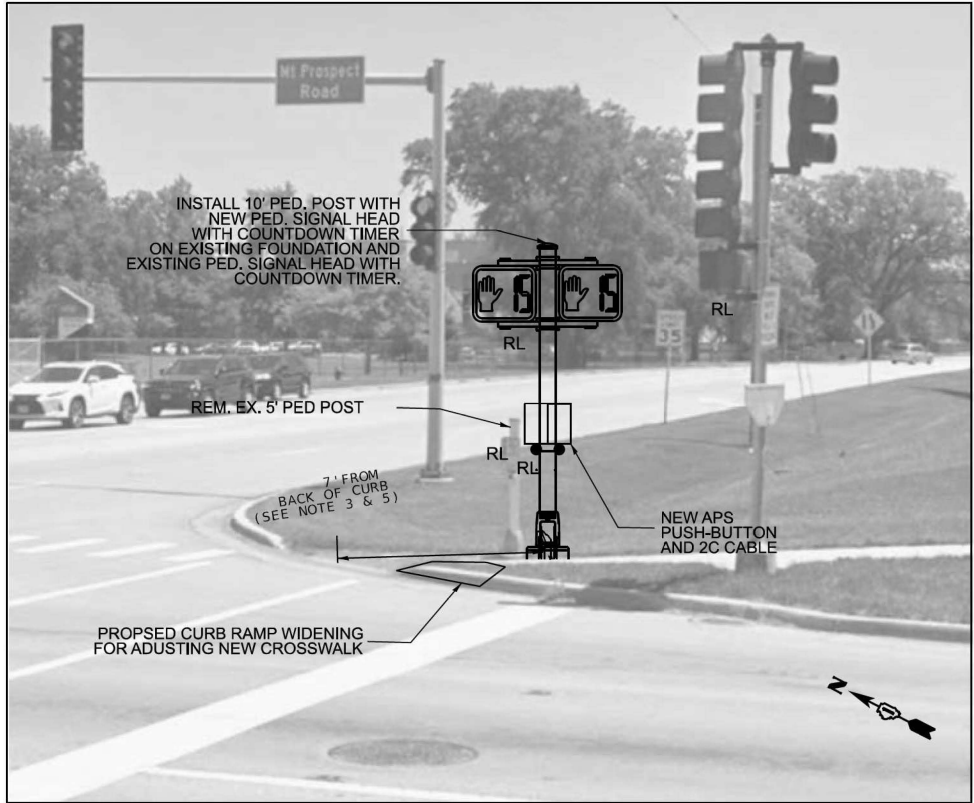 Mt Prospect
Road
INSTALL 10' PED. POST WITH
NEW PED. SIGNAL HEAD
WITH COUNTDOWN TIMER
ON EXISTING FOUNDATION AND
EXISTING PED. SIGNAL HEAD WITH
COUNTDOWN TIMER.
15 15
RL
RL
35
REM. EX. 5' PED POST
RL
RL
7' FROM
BACK OF CURB
(SEE NOTE 3 & 5)
NEW APS
PUSH-BUTTON
AND 2C CABLE
PROPSED CURB RAMP WIDENING
FOR ADUSTING NEW CROSSWALK
N